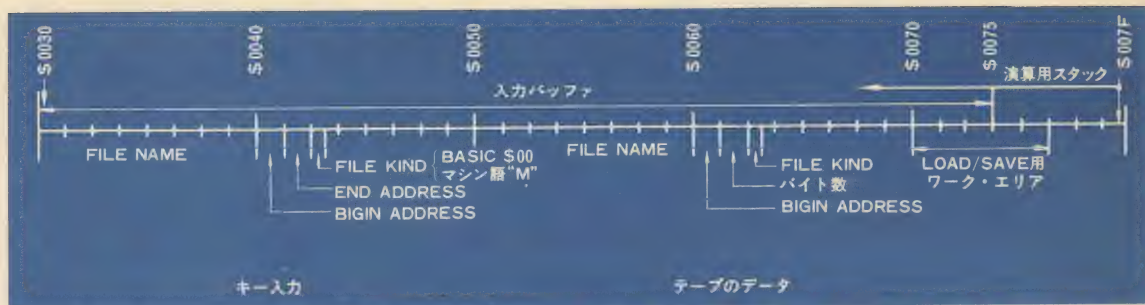 $0030
$0040
$0050
$0060
$0070
$0075
$007F
演算用スタック
入力バッファ
FILE NAME
FILE KIND
BASIC $00
マシン語"M"
END ADDRESS
BIGIN ADDRESS
FILE NAME
FILE KIND
バイト数
BIGIN ADDRESS
LOAD/SAVE用
ワーク・エリア
キー入力
テープのデータ